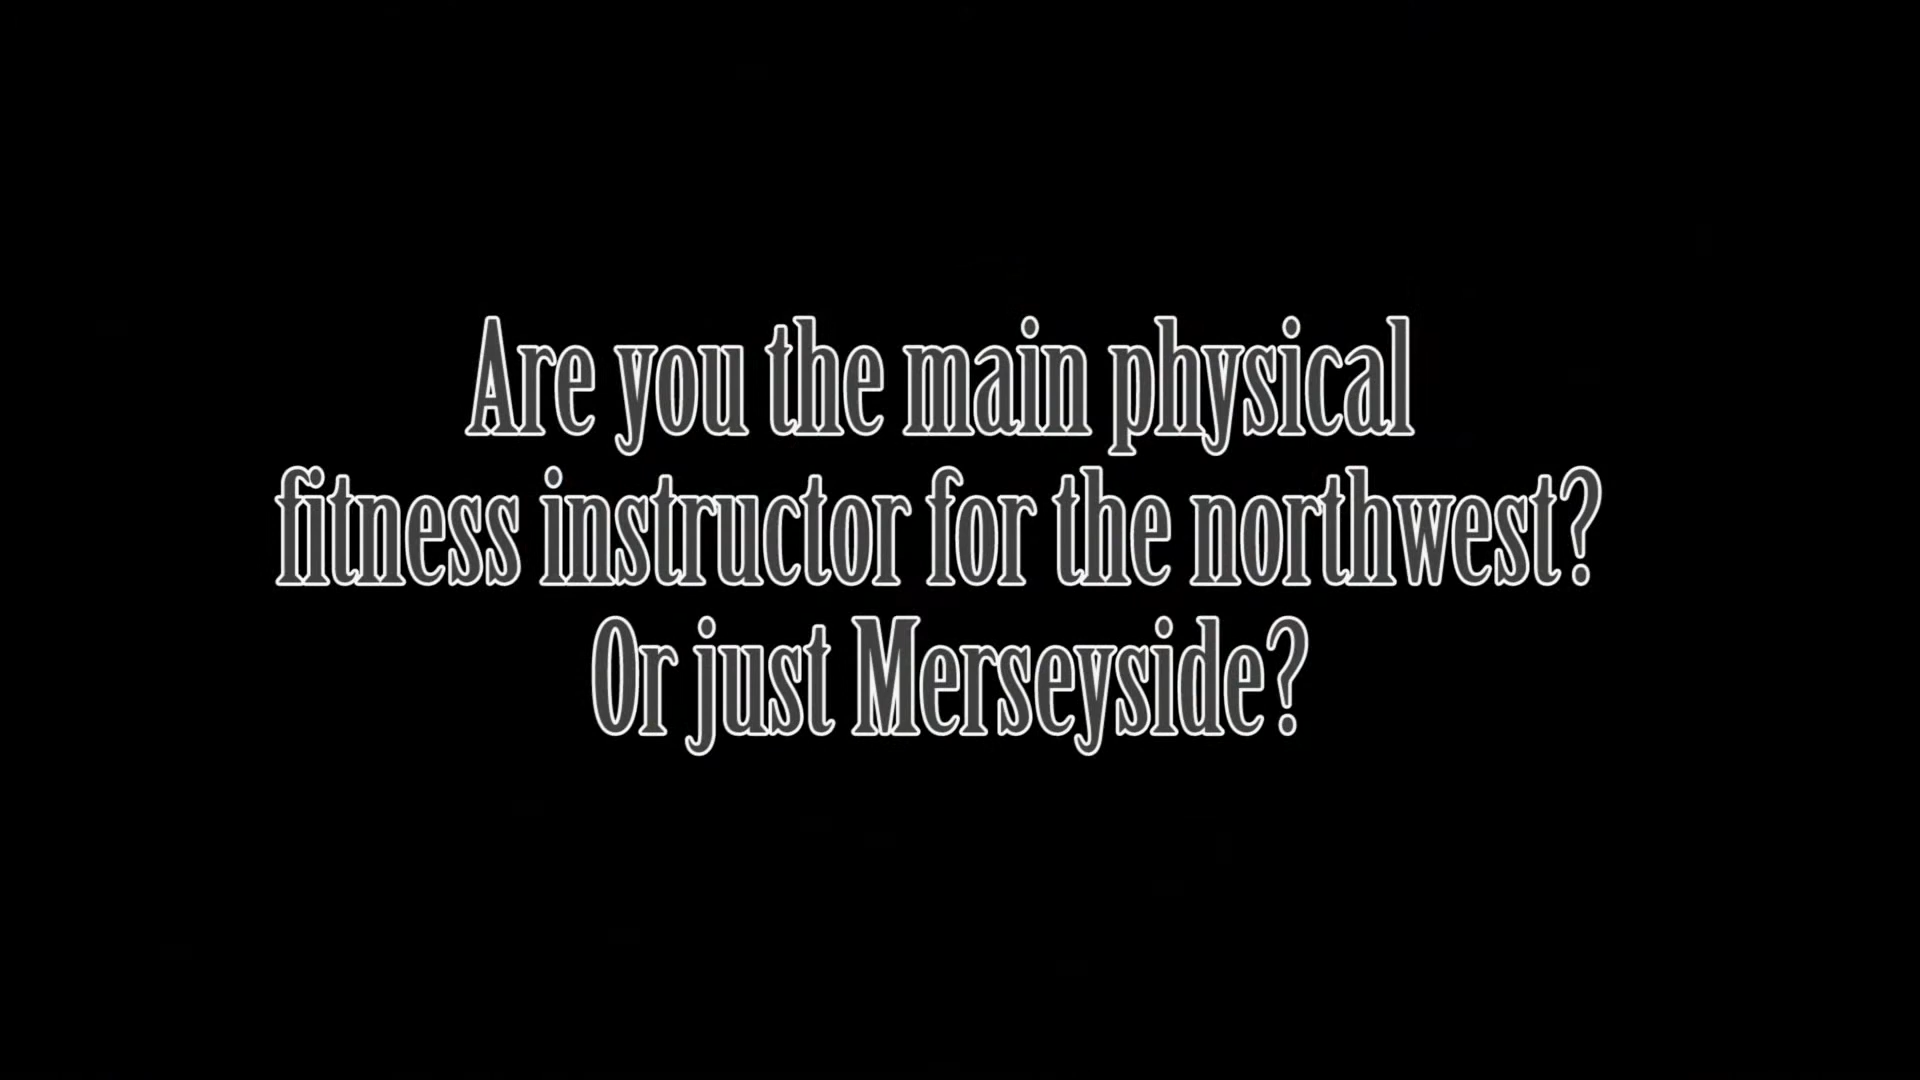 Are you the main physical
fitness instructor for the northwest?
Or just Merseyside?